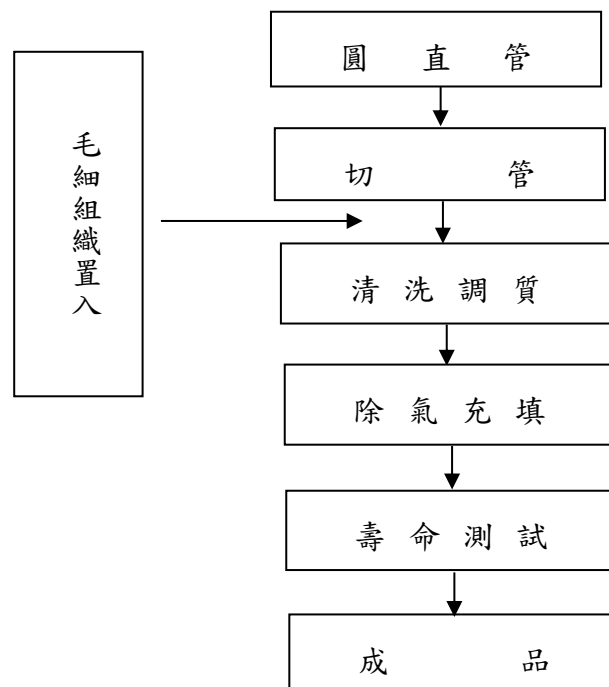 圓直管
毛細組織置入
切管
清洗調質
除氣充填
壽命測試
成品